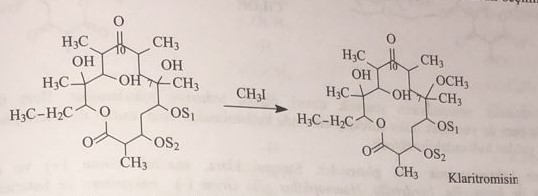 O
H₃C 10 CH₃
OH OH
H₃C OH 7 CH₃
H₃C-H₂C O OS₁
O OS₂
CH₃
CH₃I
O
H₃C 10 CH₃
OH OCH₃
H₃C OH 7 CH₃
H₃C-H₂C O OS₁
O OS₂
CH₃
Klaritromisin